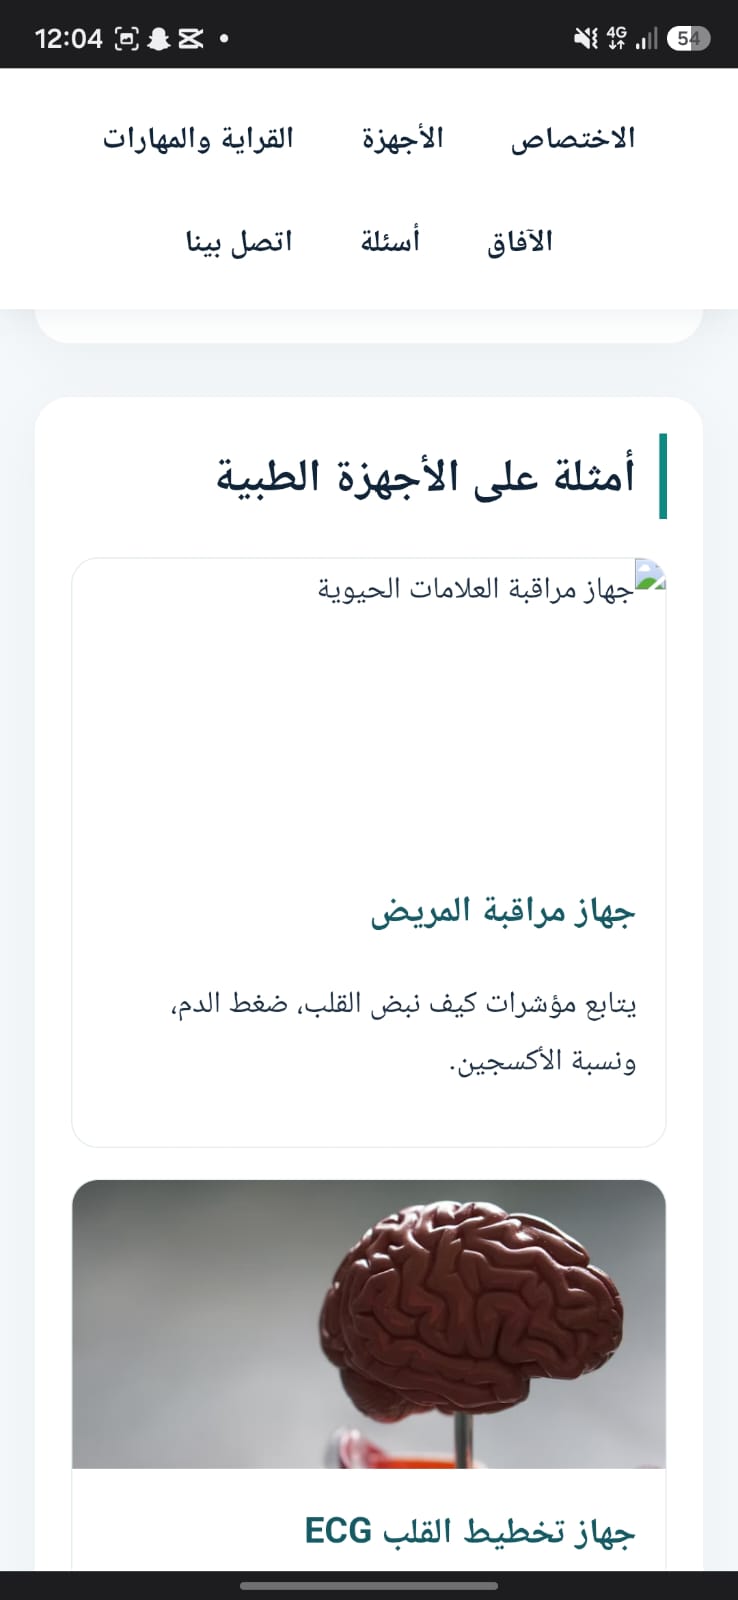 12:04
4G
54
الاختصاص الأجهزة القراية والمهارات
الآفاق أسئلة اتصل بينا
أمثلة على الأجهزة الطبية
جهاز مراقبة العلامات الحيوية
جهاز مراقبة المريض
يتابع مؤشرات كيف نبض القلب، ضغط الدم،
ونسبة الأكسجين.
جهاز تخطيط القلب ECG